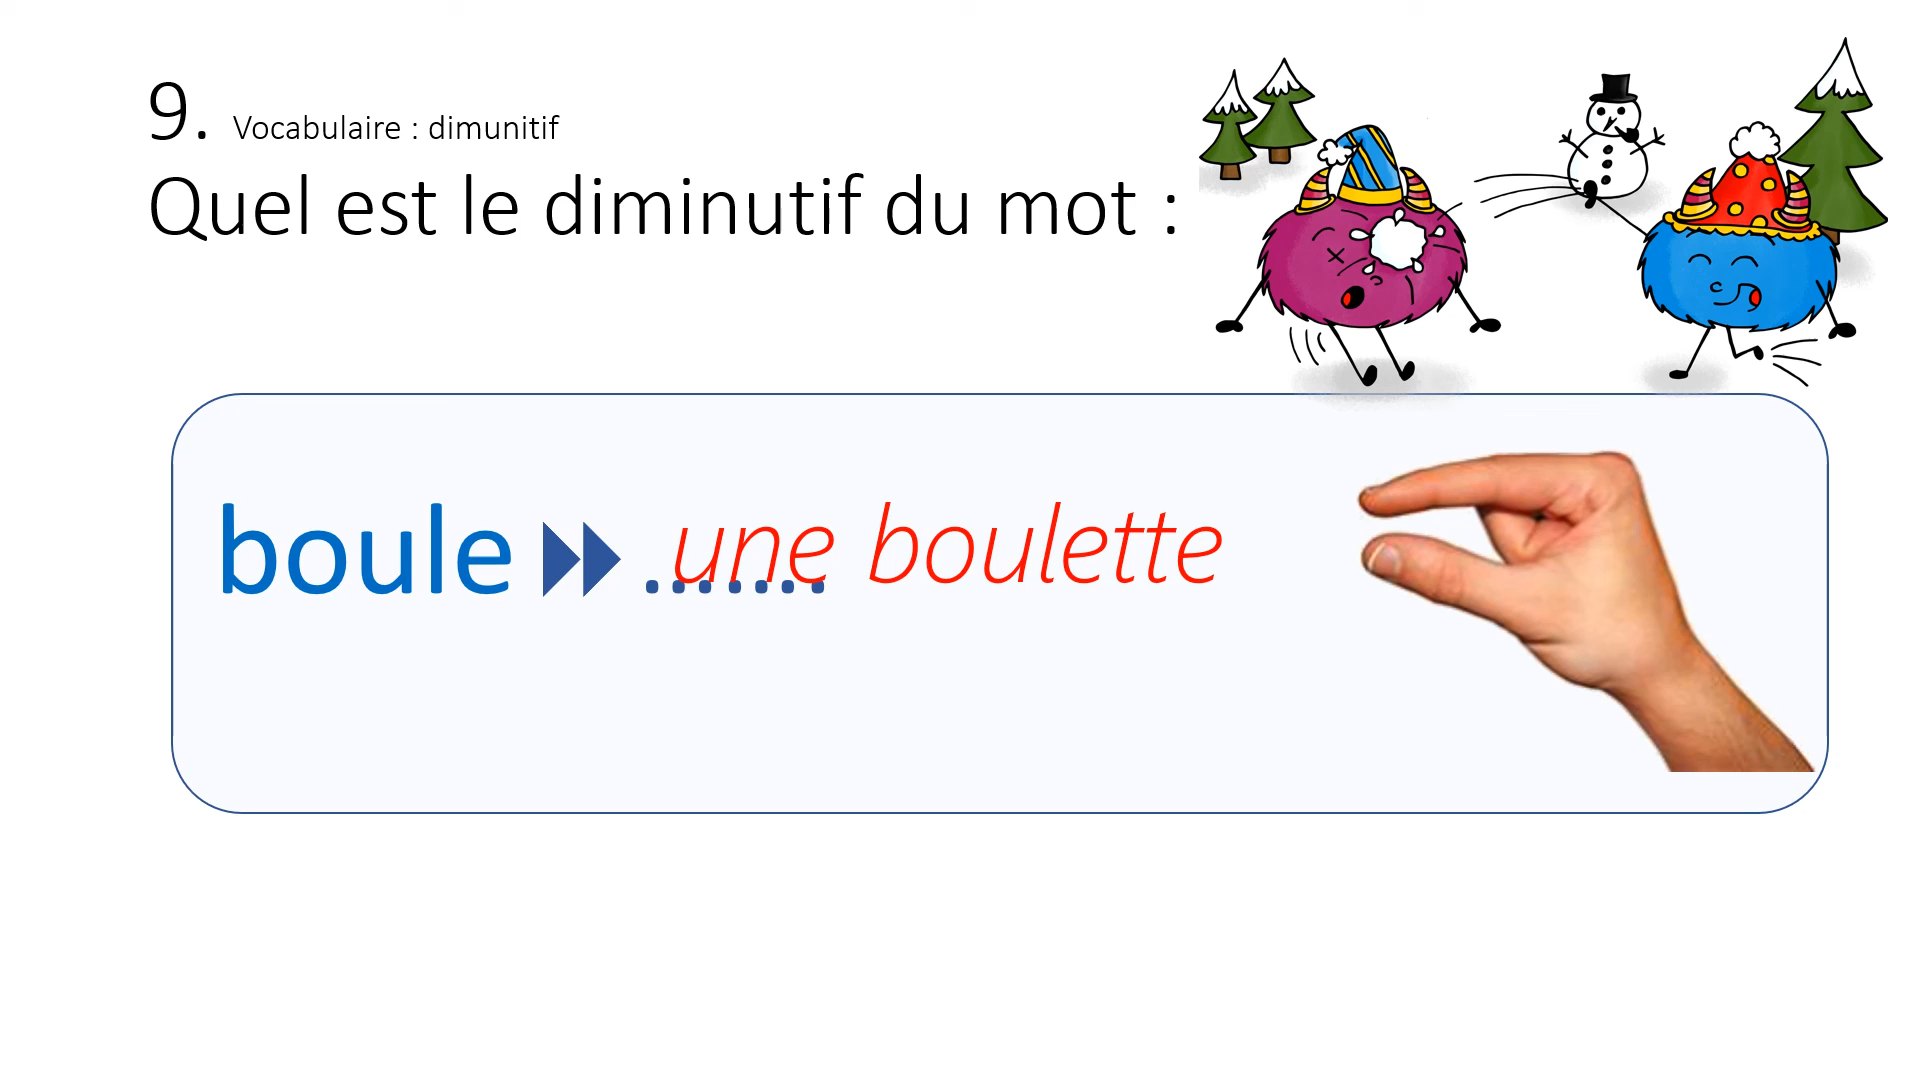 9. Vocabulaire : dimunitif
Quel est le diminutif du mot :
boule ....... une boulette